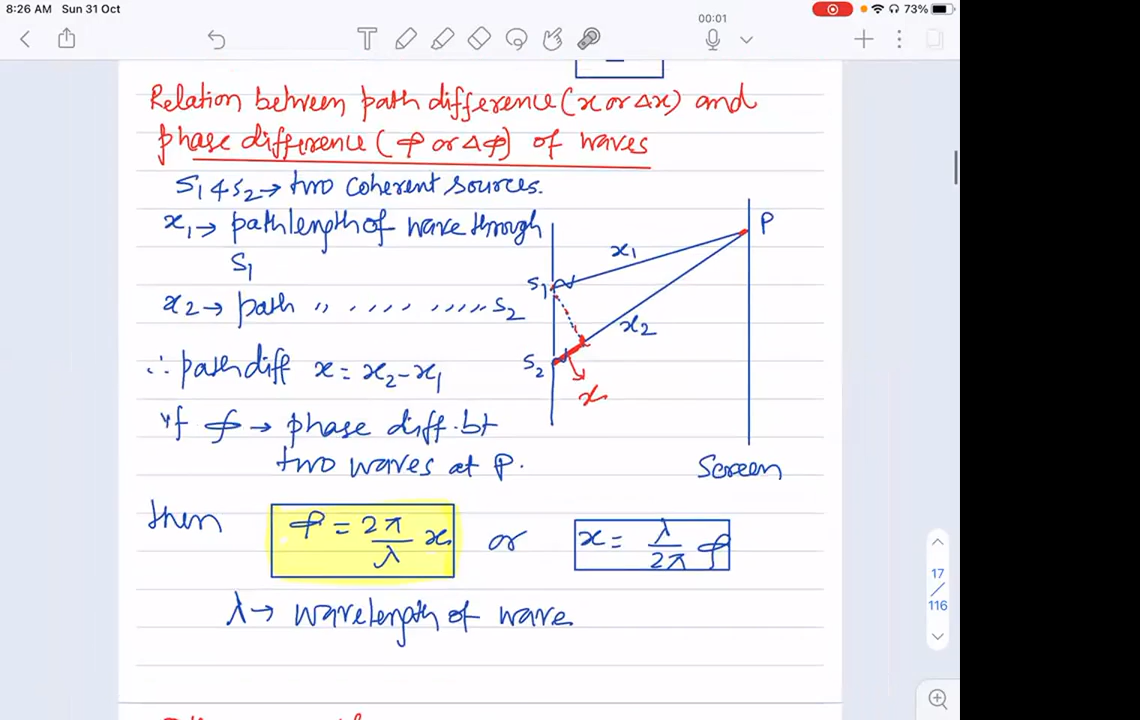 8:26 AM Sun 31 Oct
73%
00:01
Relation between path difference (x or Δx) and
phase difference (φ or Δφ) of waves
S₁ & S₂ → two coherent sources.
x₁ → path length of wave through
S₁
x₂ → path ,, , , , , ,, ,, , S₂
∴ path diff x = x₂ - x₁
If φ → phase diff. bt
two waves at P.
then φ = 2π/λ x or x = λ/2π φ
λ → wavelength of wave.
P
x₁
S₁
x₂
S₂
x
Screen
17
/
116